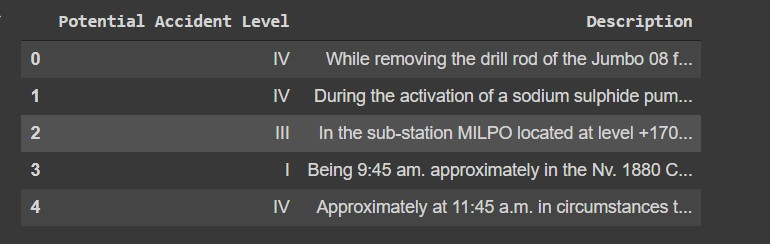 Potential Accident Level Description
0 IV While removing the drill rod of the Jumbo 08 f...
1 IV During the activation of a sodium sulphide pum...
2 III In the sub-station MILPO located at level +170...
3 I Being 9:45 am. approximately in the Nv. 1880 C...
4 IV Approximately at 11:45 a.m. in circumstances t...